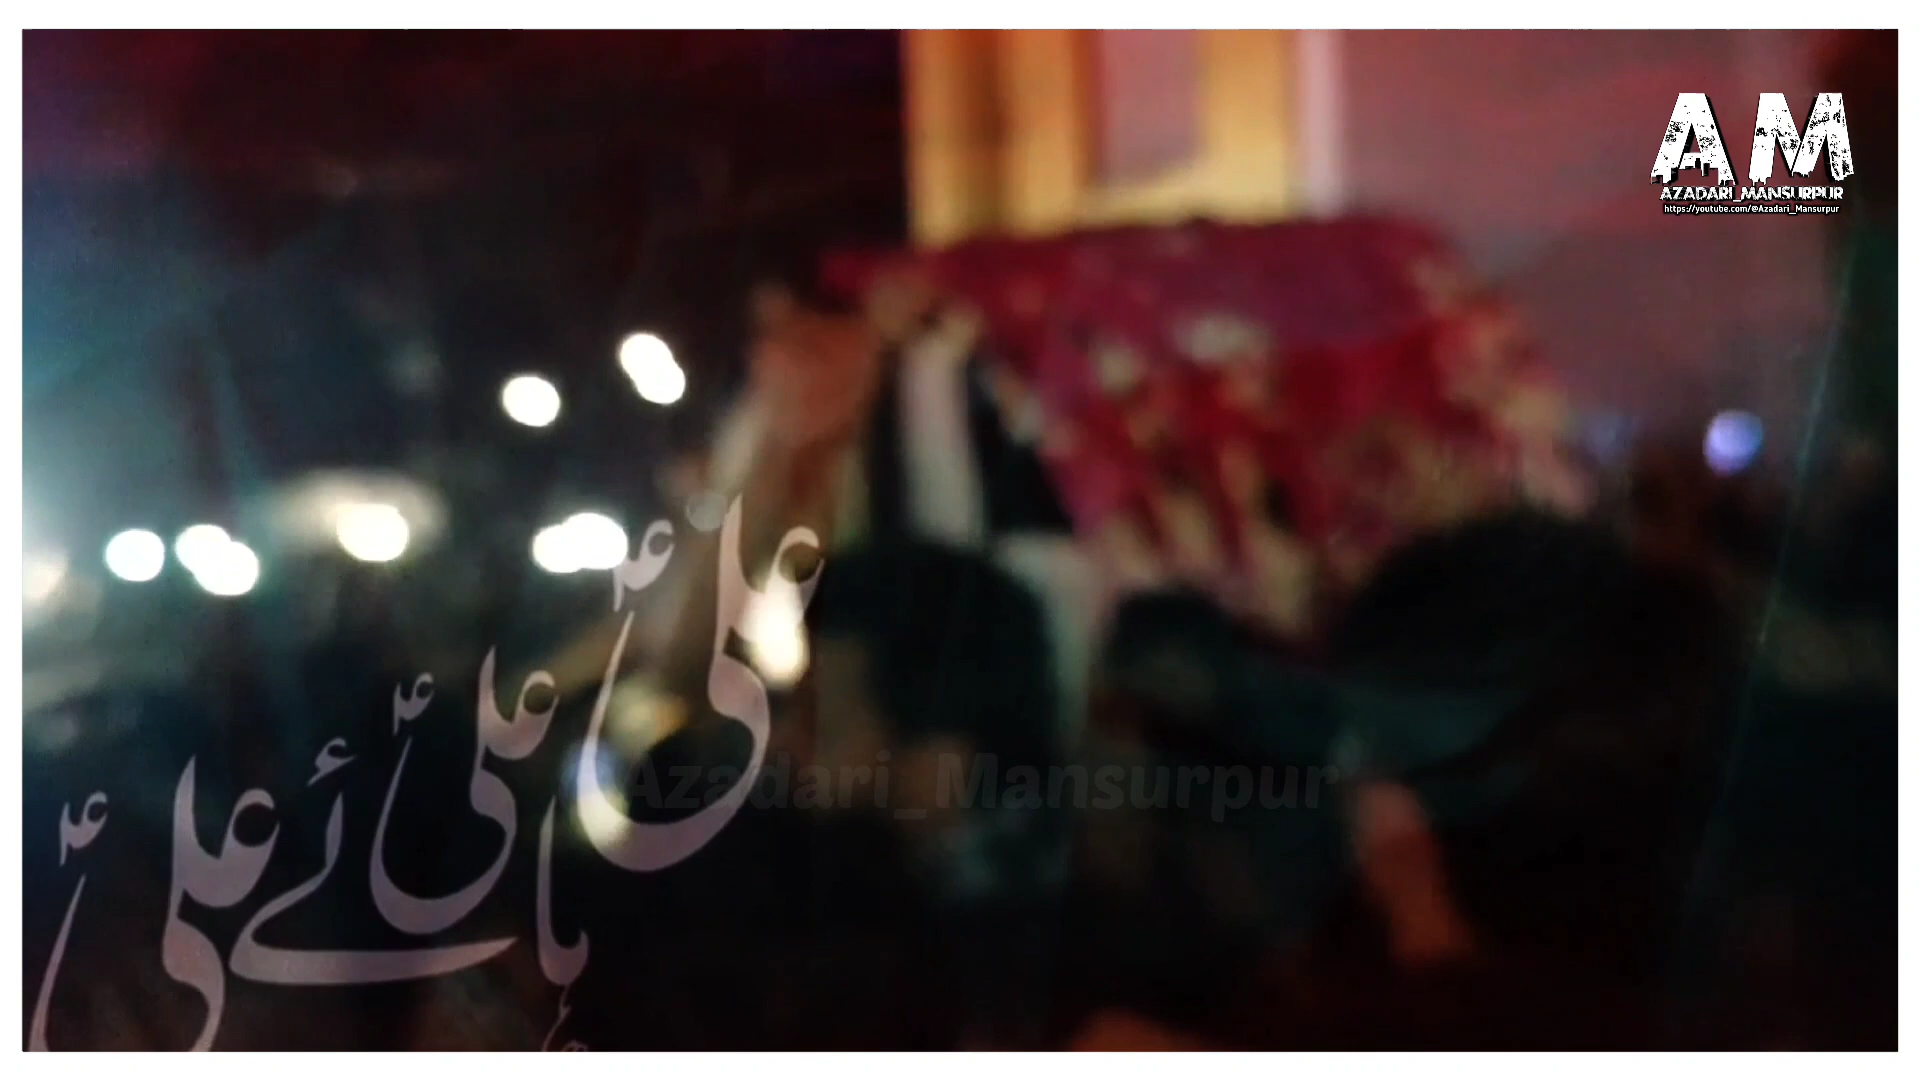 AM
AZADARI_MANSURPUR
https://youtube.com/@Azadari_Mansurpur
علیؑ
ہائے علیؑ
علیؑ
Azadari_Mansurpur